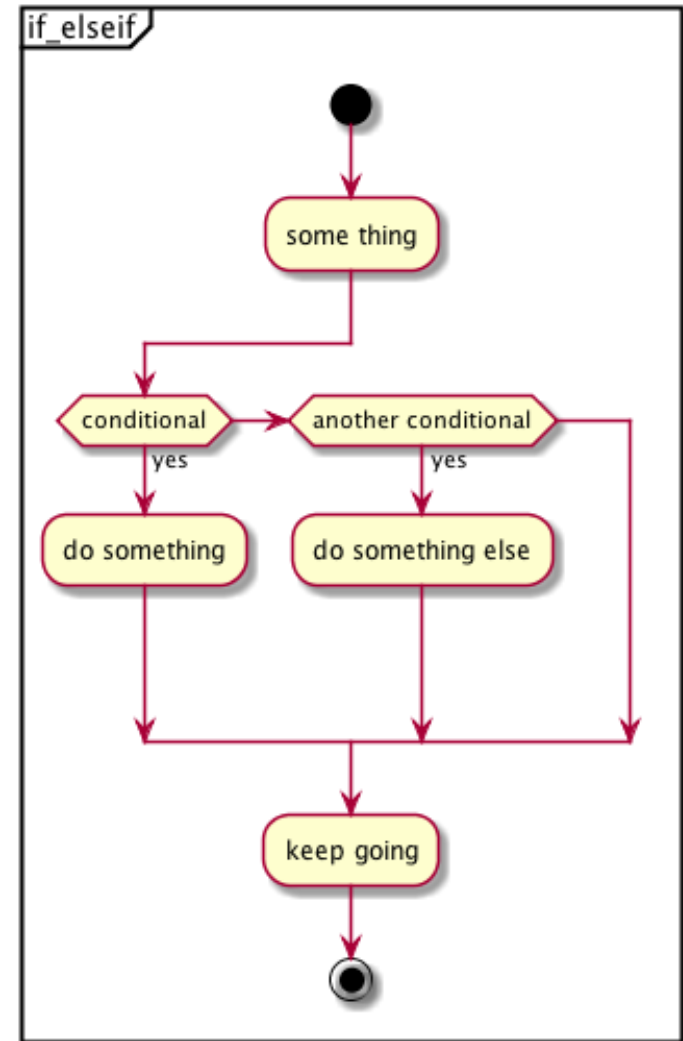 if_elseif
some thing
conditional
another conditional
yes
yes
do something
do something else
keep going